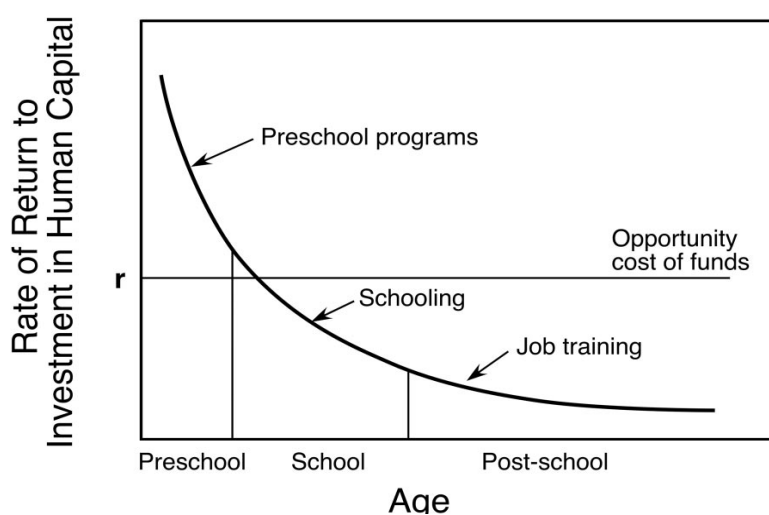 Rate of Return to
Investment in Human Capital
Preschool programs
Opportunity
cost of funds
r
Schooling
Job training
Preschool
School
Post-school
Age